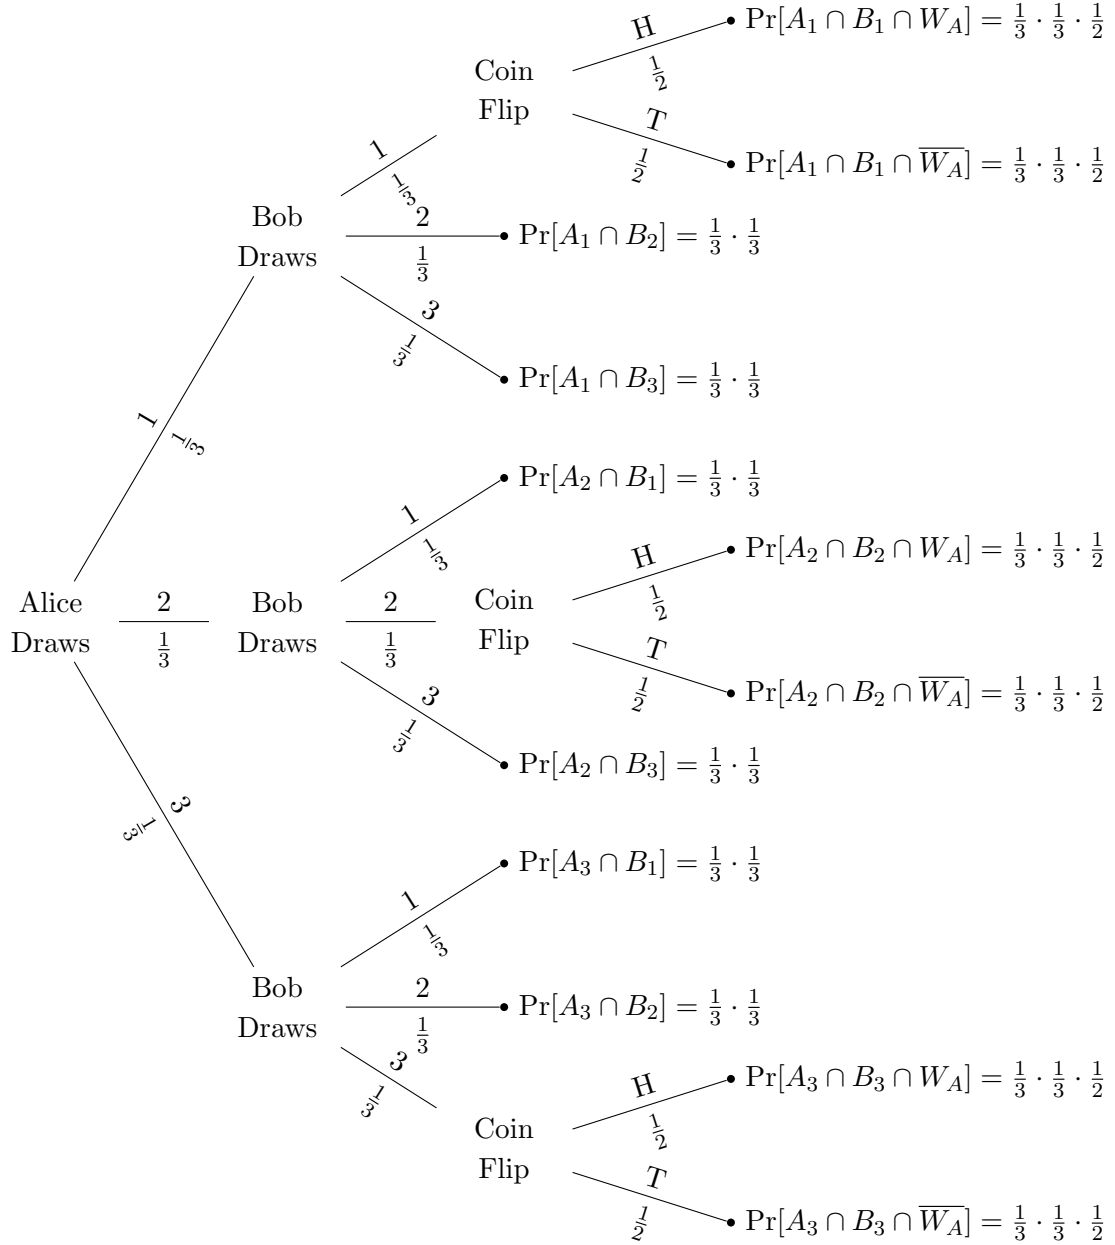 H
Pr[A₁ ∩ B₁ ∩ W_A] = 1/3 · 1/3 · 1/2
1/2
Coin
Flip
T
1/2
Pr[A₁ ∩ B₁ ∩ \overline{W_A}] = 1/3 · 1/3 · 1/2
1
1/3
Bob
Draws
2
1/3
Pr[A₁ ∩ B₂] = 1/3 · 1/3
3
1/3
Pr[A₁ ∩ B₃] = 1/3 · 1/3
1
1/3
1
1/3
Pr[A₂ ∩ B₁] = 1/3 · 1/3
H
1/2
Pr[A₂ ∩ B₂ ∩ W_A] = 1/3 · 1/3 · 1/2
Alice
Draws
2
1/3
Bob
Draws
2
1/3
Coin
Flip
T
1/2
Pr[A₂ ∩ B₂ ∩ \overline{W_A}] = 1/3 · 1/3 · 1/2
3
1/3
Pr[A₂ ∩ B₃] = 1/3 · 1/3
3
1/3
1
1/3
Pr[A₃ ∩ B₁] = 1/3 · 1/3
Bob
Draws
2
1/3
Pr[A₃ ∩ B₂] = 1/3 · 1/3
3
1/3
H
1/2
Pr[A₃ ∩ B₃ ∩ W_A] = 1/3 · 1/3 · 1/2
Coin
Flip
T
1/2
Pr[A₃ ∩ B₃ ∩ \overline{W_A}] = 1/3 · 1/3 · 1/2